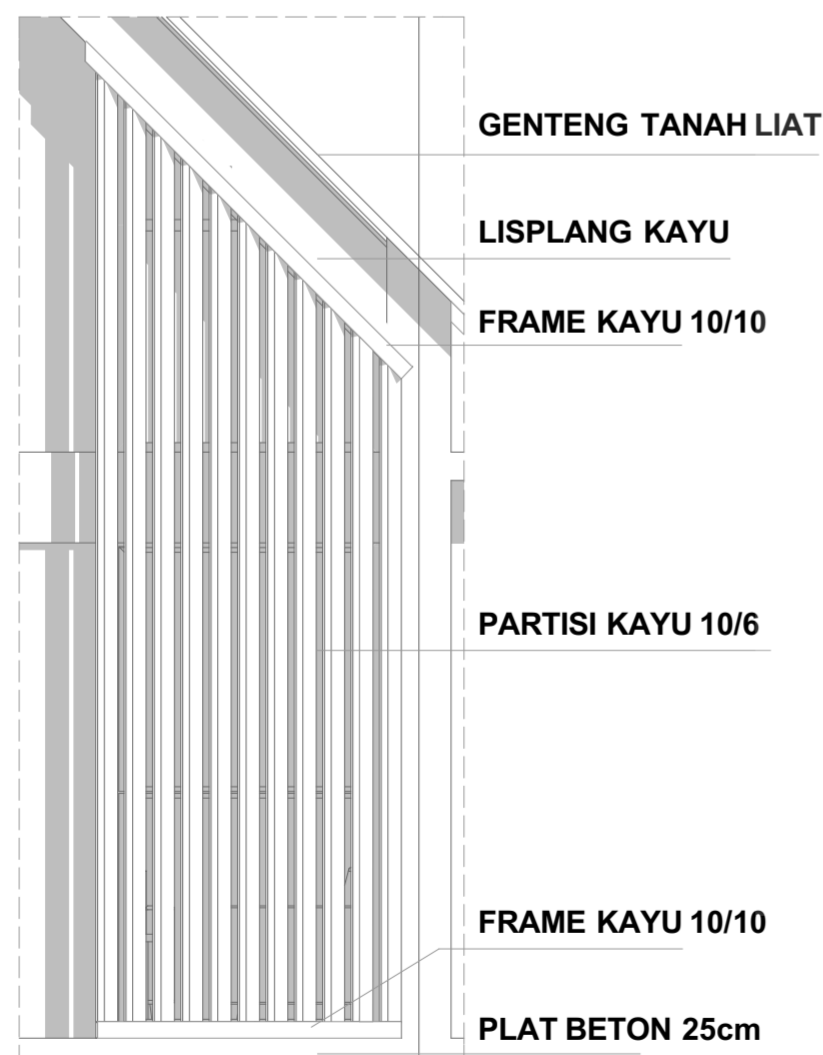 GENTENG TANAH LIAT
LISPLANG KAYU
FRAME KAYU 10/10
PARTISI KAYU 10/6
FRAME KAYU 10/10
PLAT BETON 25cm